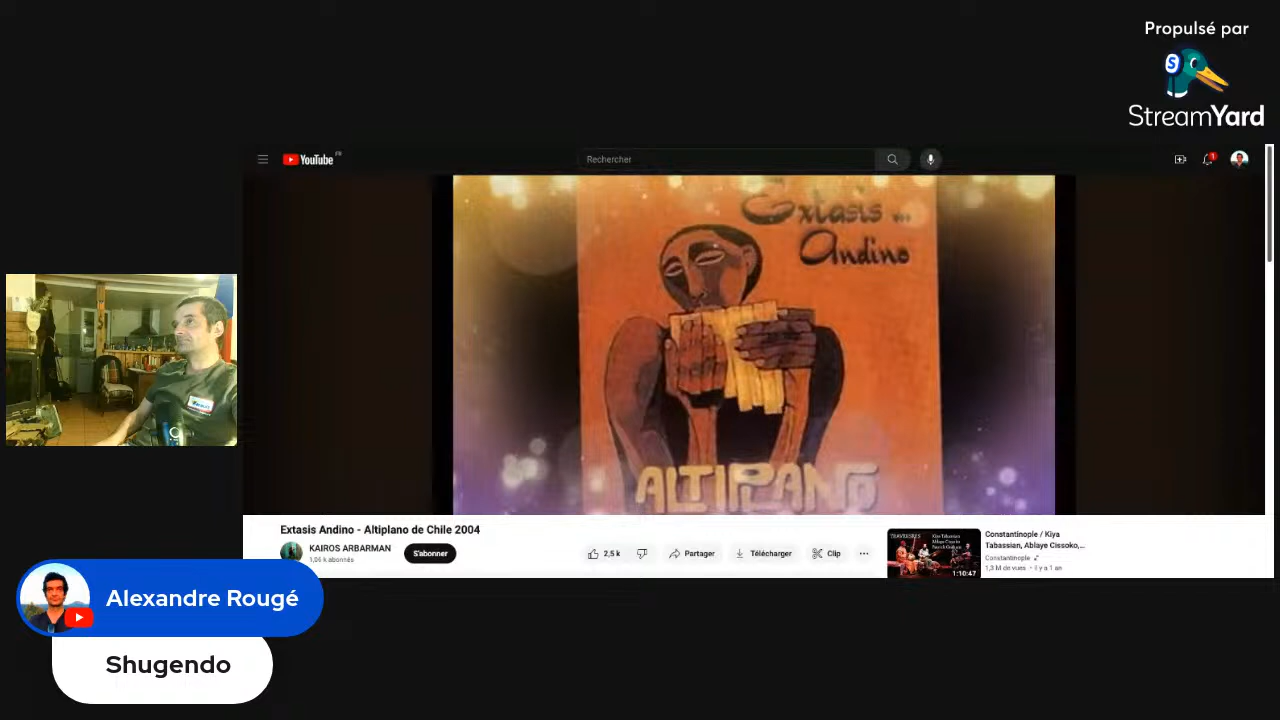 Propulsé par
S
StreamYard
YouTube FR
Rechercher
1
Extasis ...
Andino
ALTIPLANO
Extasis Andino - Altiplano de Chile 2004
KAIROS ARBARMAN
1,06 k abonnés
S'abonner
2,5 k
Partager
Télécharger
Clip
1:10:47
Constantinople / Kiya
Tabassian, Ablaye Cissoko,...
Constantinople
1,3 M de vues • il y a 1 an
Alexandre Rougé
Shugendo